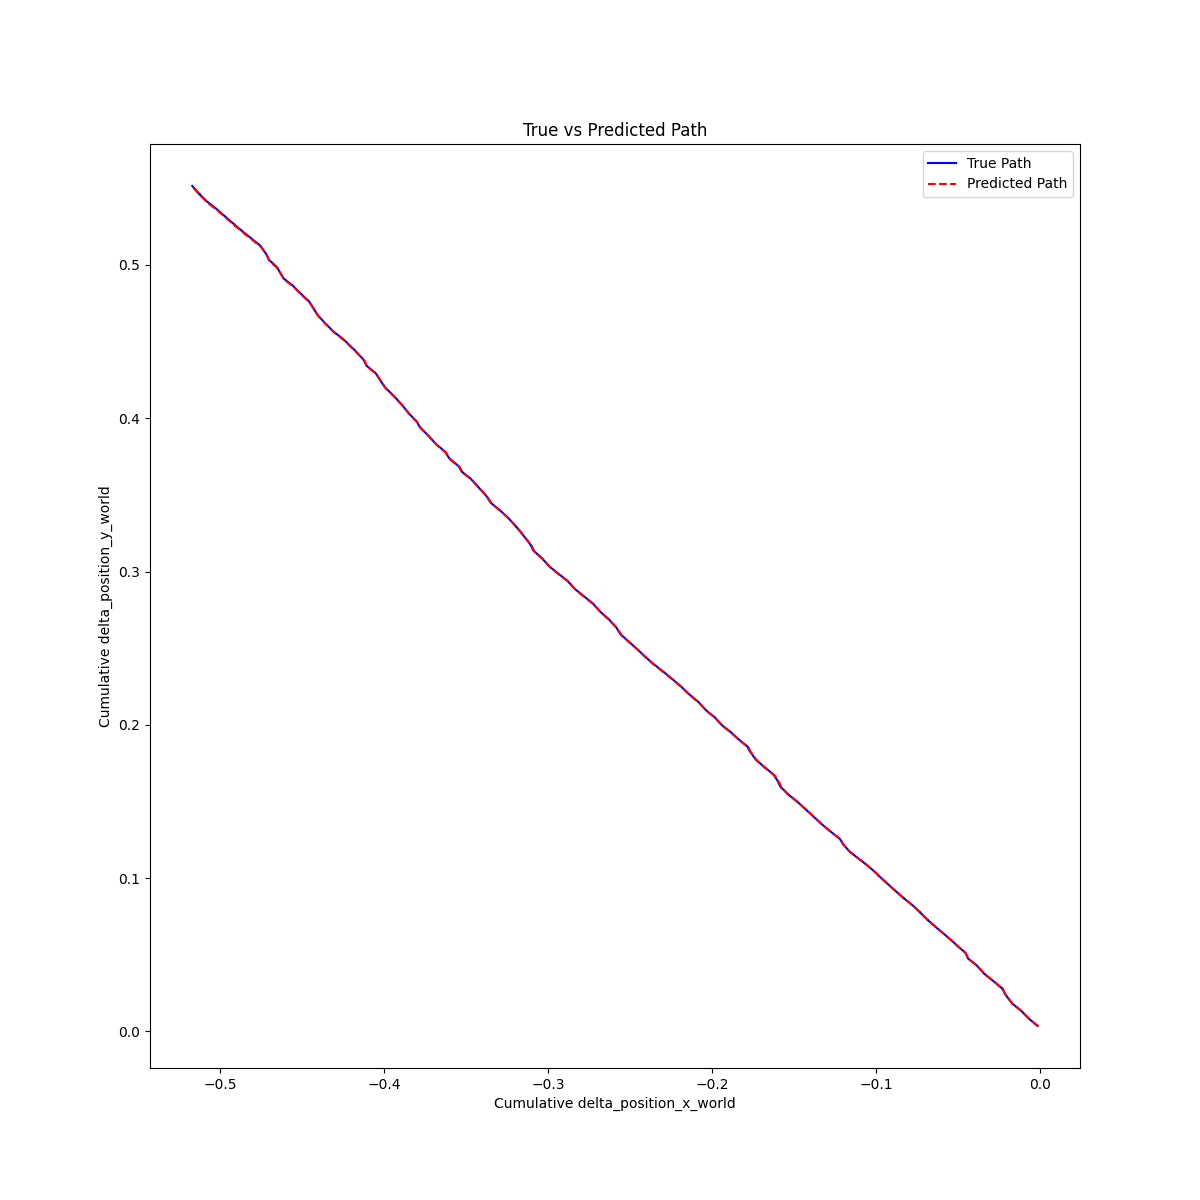 True vs Predicted Path
True Path
Predicted Path
0.5
0.4
0.3
0.2
0.1
0.0
Cumulative delta_position_y_world
−0.5
−0.4
−0.3
−0.2
−0.1
0.0
Cumulative delta_position_x_world